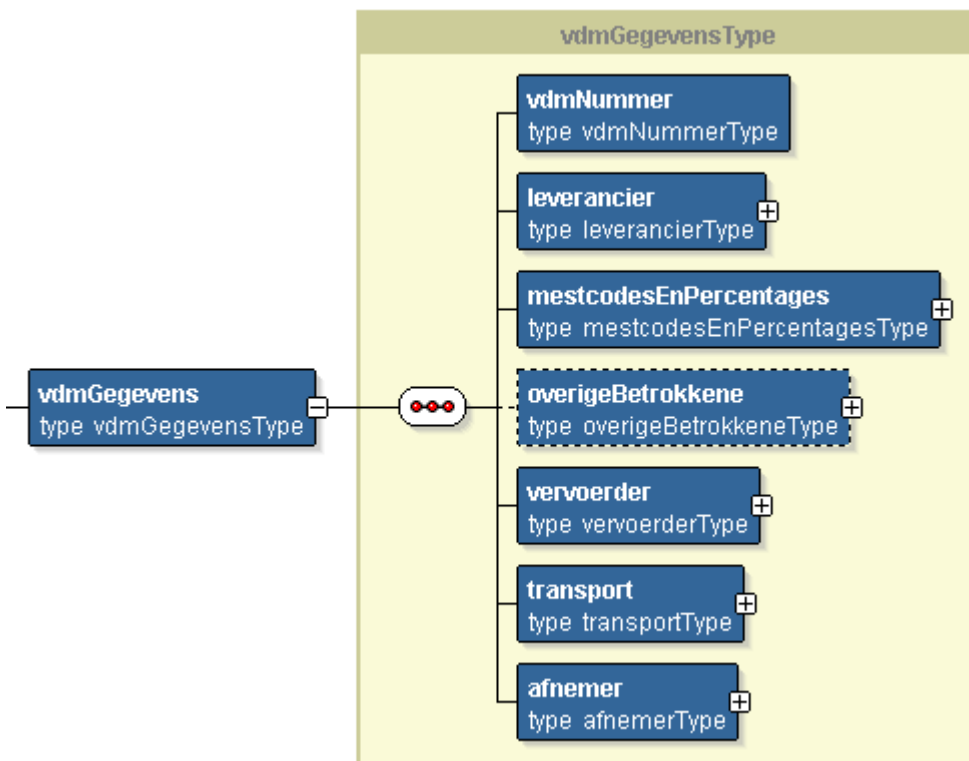 vdmGegevensType
vdmNummer
type vdmNummerType
leverancier
type leverancierType
mestcodesEnPercentages
type mestcodesEnPercentagesType
vdmGegevens
type vdmGegevensType
overigeBetrokkene
type overigeBetrokkeneType
vervoerder
type vervoerderType
transport
type transportType
afnemer
type afnemerType